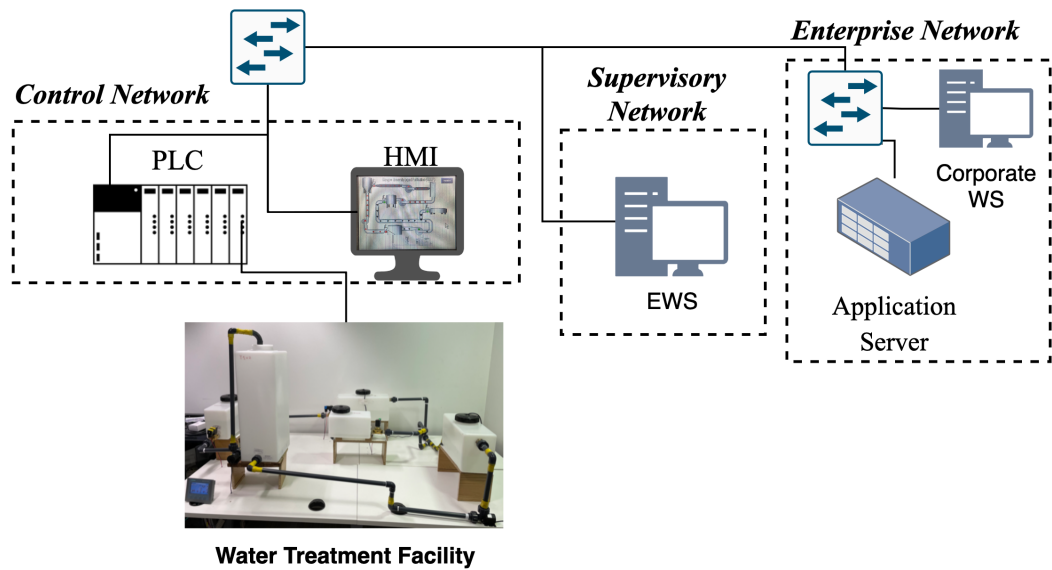 Enterprise Network
Supervisory
Network
Control Network
PLC
HMI
Corporate
WS
EWS
Application
Server
Water Treatment Facility